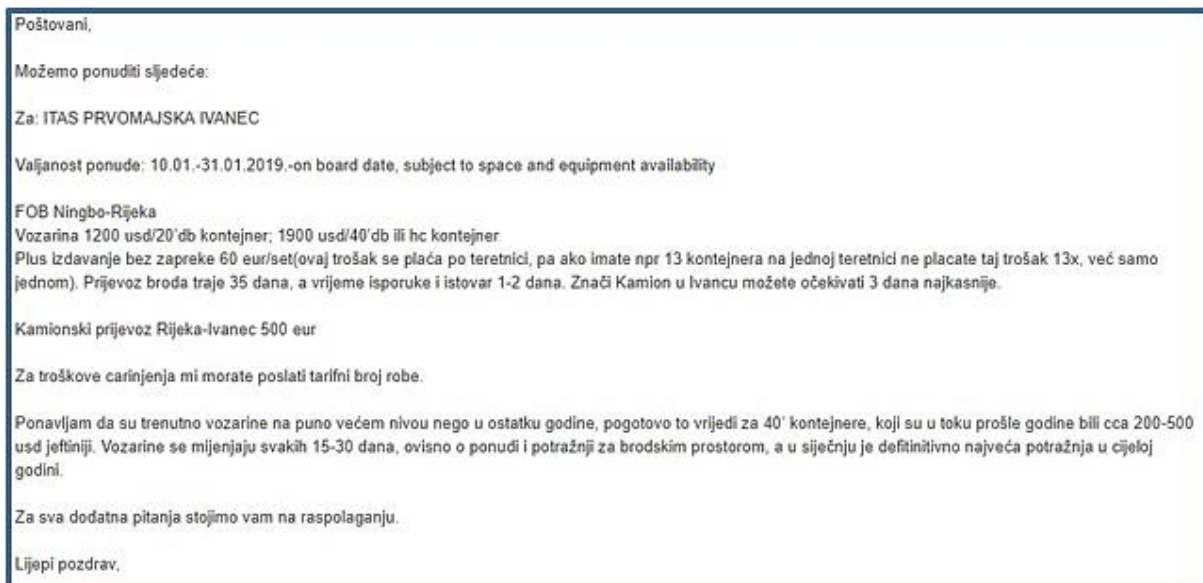 Poštovani,
Možemo ponuditi sljedeće:
Za: ITAS PRVOMAJSKA IVANEC
Valjanost ponude: 10.01.-31.01.2019.-on board date, subject to space and equipment availability
FOB Ningbo-Rijeka
Vozarina 1200 usd/20'db kontejner; 1900 usd/40'db ili hc kontejner
Plus izdavanje bez zapreke 60 eur/set(ovaj trošak se plaća po teretnici, pa ako imate npr 13 kontejnera na jednoj teretnici ne placate taj trošak 13x, već samo
jednom). Prijevoz broda traje 35 dana, a vrijeme isporuke i istovar 1-2 dana. Znači Kamion u Ivancu možete očekivati 3 dana najkasnije.
Kamionski prijevoz Rijeka-Ivanec 500 eur
Za troškove carinjenja mi morate poslati tarifni broj robe.
Ponavljam da su trenutno vozarine na puno većem nivou nego u ostatku godine, pogotovo to vrijedi za 40' kontejnere, koji su u toku prošle godine bili cca 200-500
usd jeftiniji. Vozarine se mijenjaju svakih 15-30 dana, ovisno o ponudi i potražnji za brodskim prostorom, a u siječnju je defitinitivno najveća potražnja u cijeloj
godini.
Za sva dodatna pitanja stojimo vam na raspolaganju.
Lijepi pozdrav,